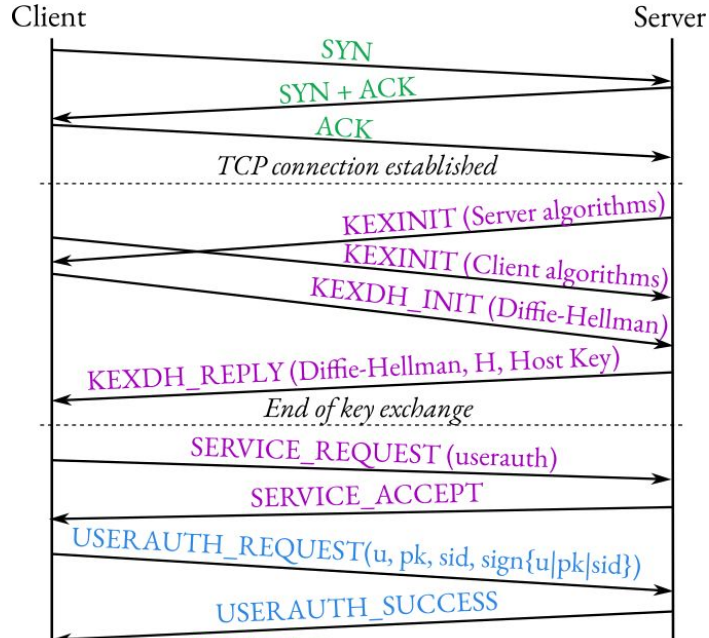 Client
Server
SYN
SYN + ACK
ACK
TCP connection established
KEXINIT (Server algorithms)
KEXINIT (Client algorithms)
KEXDH_INIT (Diffie-Hellman)
KEXDH_REPLY (Diffie-Hellman, H, Host Key)
End of key exchange
SERVICE_REQUEST (userauth)
SERVICE_ACCEPT
USERAUTH_REQUEST(u, pk, sid, sign{u|pk|sid})
USERAUTH_SUCCESS